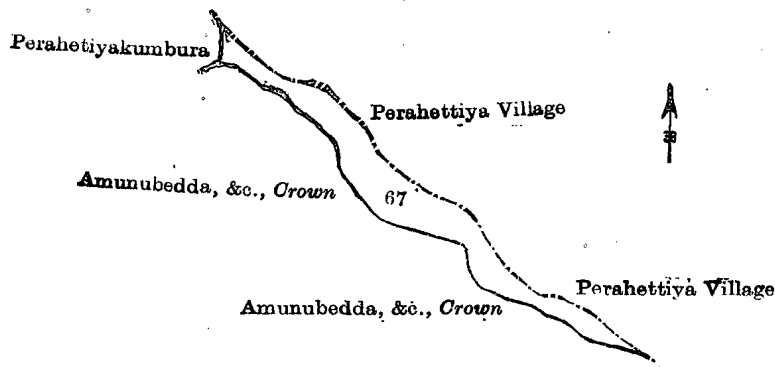 Perahetiyakumbura
Perahettiya Village
Amunubedda, &c., Crown
67
Perahettiya Village
Amunubedda, &c., Crown